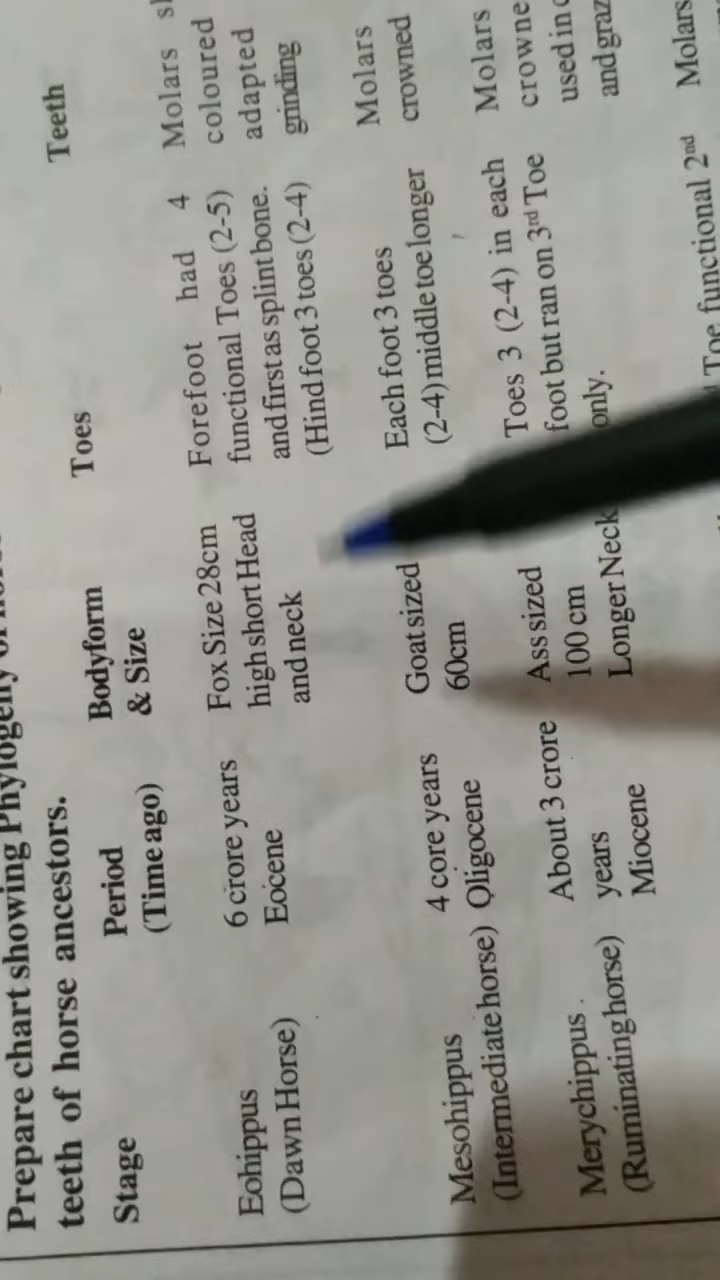 Prepare chart showing Phylogeny of
teeth of horse ancestors.
Stage Period Bodyform Toes Teeth
(Time ago) & Size
Eohippus 6 crore years Fox Size 28cm Forefoot had 4 Molars
(Dawn Horse) Eocene high short Head functional Toes (2-5) coloured
and neck and first as splint bone. adapted
(Hind foot 3 toes (2-4) grinding
Mesohippus 4 core years Goat sized Each foot 3 toes Molars
(Intermediate horse) Oligocene 60cm (2-4) middle toe longer crowned
Merychippus About 3 crore Ass sized Toes 3 (2-4) in each Molars
(Ruminating horse) years 100 cm foot but ran on 3rd Toe
Miocene Longer Neck only. used in
Toe functional 2nd Molars